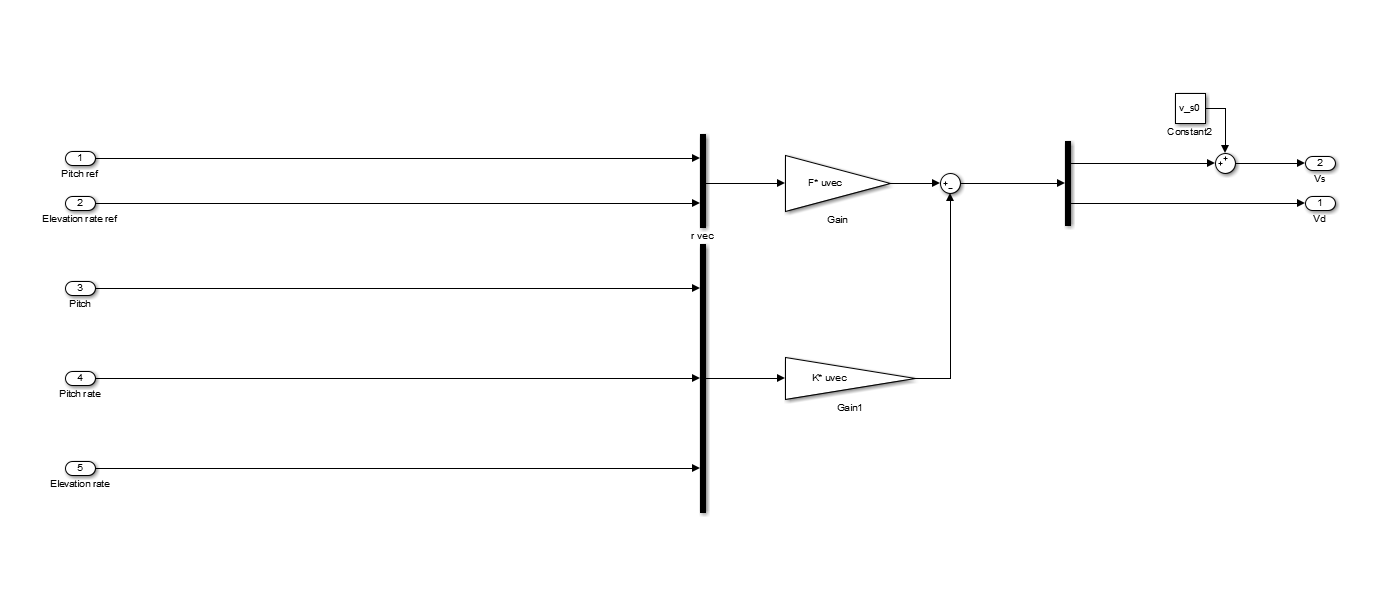 v_s0
Constant2
1
Pitch ref
2
Elevation rate ref
r vec
F* uvec
Gain
+
_
+
+
2
Vs
1
Vd
3
Pitch
4
Pitch rate
K* uvec
Gain1
5
Elevation rate